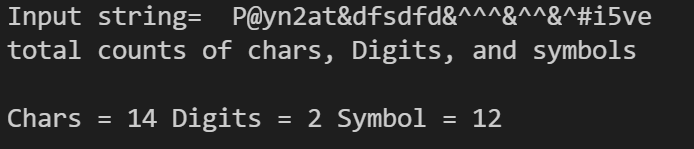 Input string=  P@yn2at&dfsdfd&^^^&^^&^#i5ve
total counts of chars, Digits, and symbols

Chars = 14 Digits = 2 Symbol = 12